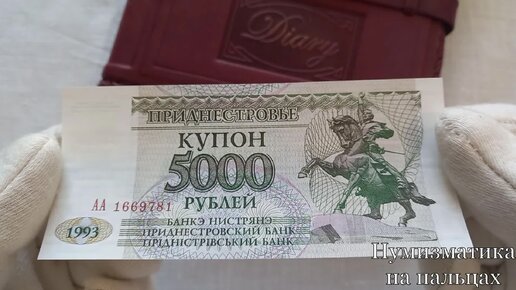 Diary
ПРИДНЕСТРОВЬЕ
КУПОН
5000
РУБЛЕЙ
АА 1669781
1993
БАНКЭ НИСТРЯНЭ
ПРИДНЕСТРОВСКИЙ БАНК
ПРИДНІСТРІВСЬКИЙ БАНК
Нумизматика
на пальцах